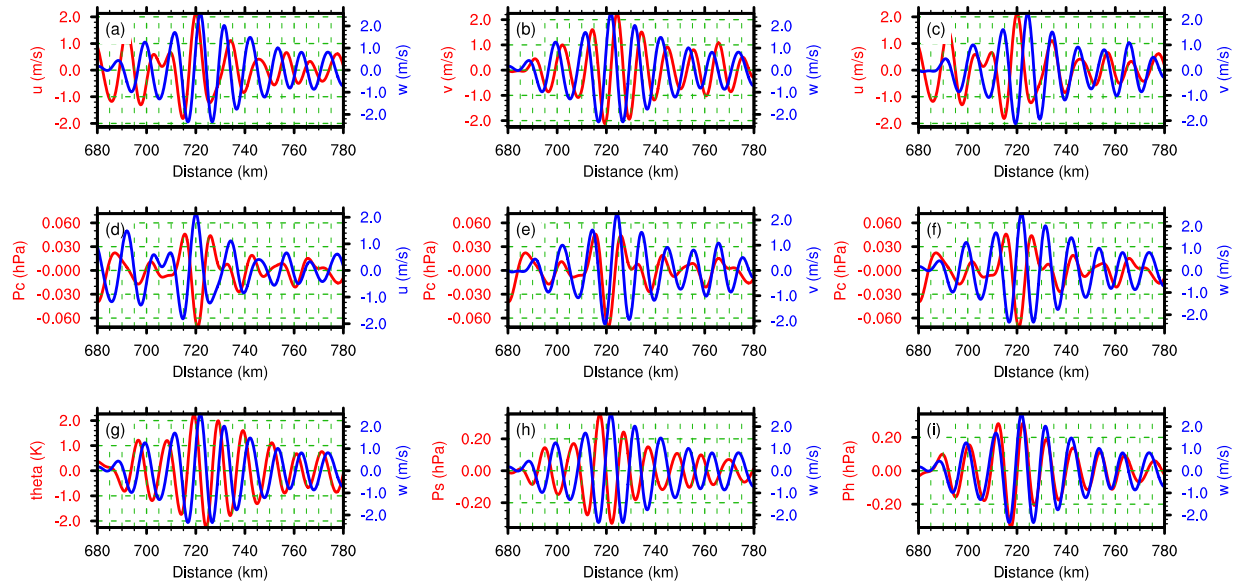 (a)
u (m/s)
2.0
1.0
0.0
-1.0
-2.0
2.0
1.0
0.0
-1.0
-2.0
w (m/s)
680 700 720 740 760 780
Distance (km)
(b)
v (m/s)
2.0
1.0
0.0
-1.0
-2.0
2.0
1.0
0.0
-1.0
-2.0
w (m/s)
680 700 720 740 760 780
Distance (km)
(c)
u (m/s)
2.0
1.0
0.0
-1.0
-2.0
2.0
1.0
0.0
-1.0
-2.0
v (m/s)
680 700 720 740 760 780
Distance (km)
(d)
Pc (hPa)
0.060
0.030
-0.000
-0.030
-0.060
2.0
1.0
0.0
-1.0
-2.0
u (m/s)
680 700 720 740 760 780
Distance (km)
(e)
Pc (hPa)
0.060
0.030
-0.000
-0.030
-0.060
2.0
1.0
0.0
-1.0
-2.0
v (m/s)
680 700 720 740 760 780
Distance (km)
(f)
Pc (hPa)
0.060
0.030
-0.000
-0.030
-0.060
2.0
1.0
0.0
-1.0
-2.0
w (m/s)
680 700 720 740 760 780
Distance (km)
(g)
theta (K)
2.0
1.0
0.0
-1.0
-2.0
2.0
1.0
0.0
-1.0
-2.0
w (m/s)
680 700 720 740 760 780
Distance (km)
(h)
Ps (hPa)
0.20
0.00
-0.20
2.0
1.0
0.0
-1.0
-2.0
w (m/s)
680 700 720 740 760 780
Distance (km)
(i)
Ph (hPa)
0.20
0.00
-0.20
2.0
1.0
0.0
-1.0
-2.0
w (m/s)
680 700 720 740 760 780
Distance (km)